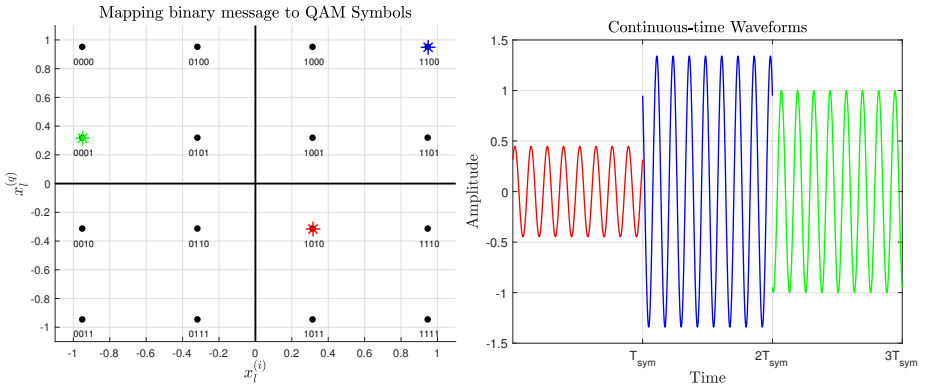 Mapping binary message to QAM Symbols
1
0.8
0.6
0.4
0.2
0
-0.2
-0.4
-0.6
-0.8
-1
x_l^{(q)}
0000 0100 1000 1100
0001 0101 1001 1101
0010 0110 1010 1110
0011 0111 1011 1111
-1 -0.8 -0.6 -0.4 -0.2 0 0.2 0.4 0.6 0.8 1
x_l^{(i)}
Continuous-time Waveforms
1.5
1
0.5
0
-0.5
-1
-1.5
Amplitude
T_sym 2T_sym 3T_sym
Time